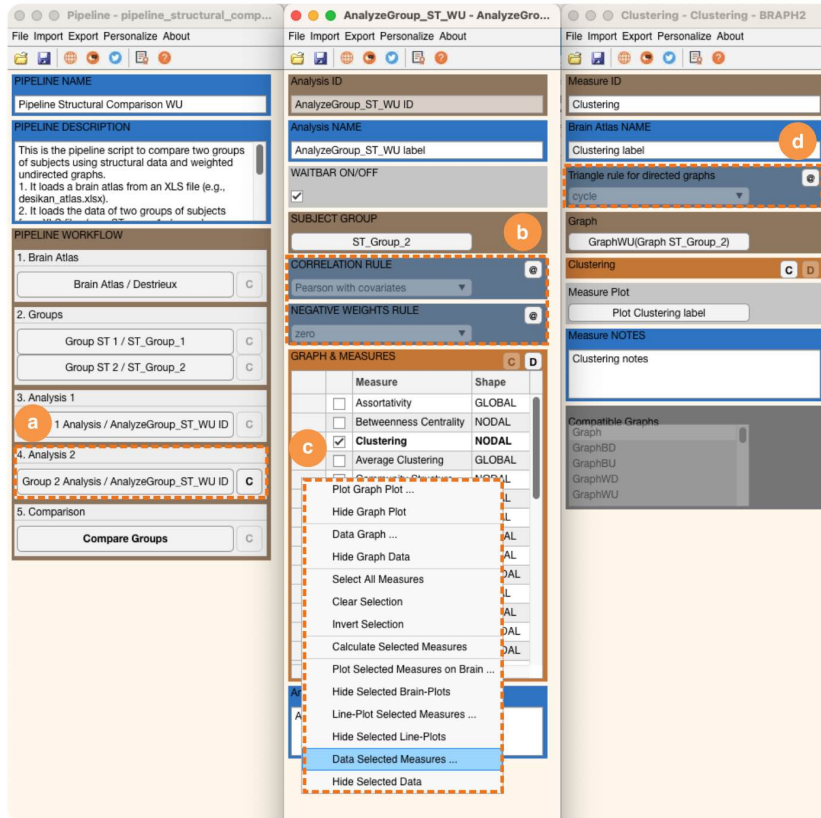 Pipeline - pipeline_structural_comp...
File Import Export Personalize About
PIPELINE NAME
Pipeline Structural Comparison WU
PIPELINE DESCRIPTION
This is the pipeline script to compare two groups
of subjects using structural data and weighted
undirected graphs.
1. It loads a brain atlas from an XLS file (e.g.,
desikan_atlas.xlsx).
2. It loads the data of two groups of subjects
PIPELINE WORKFLOW
1. Brain Atlas
Brain Atlas / Destrieux C
2. Groups
Group ST 1 / ST_Group_1 C
Group ST 2 / ST_Group_2 C
3. Analysis 1
a 1 Analysis / AnalyzeGroup_ST_WU ID C
4. Analysis 2
Group 2 Analysis / AnalyzeGroup_ST_WU ID C
5. Comparison
Compare Groups C
AnalyzeGroup_ST_WU - AnalyzeGro...
File Import Export Personalize About
Analysis ID
AnalyzeGroup_ST_WU ID
Analysis NAME
AnalyzeGroup_ST_WU label
WAITBAR ON/OFF
SUBJECT GROUP
ST_Group_2
b
CORRELATION RULE @
Pearson with covariates
NEGATIVE WEIGHTS RULE @
zero
GRAPH & MEASURES C D
Measure Shape
Assortativity GLOBAL
Betweenness Centrality NODAL
c Clustering NODAL
Average Clustering GLOBAL
Plot Graph Plot ...
Hide Graph Plot
Data Graph ...
Hide Graph Data
Select All Measures
Clear Selection
Invert Selection
Calculate Selected Measures
Plot Selected Measures on Brain ...
Hide Selected Brain-Plots
Line-Plot Selected Measures ...
Hide Selected Line-Plots
Data Selected Measures ...
Hide Selected Data
Clustering - Clustering - BRAPH2
File Import Export Personalize About
Measure ID
Clustering
Brain Atlas NAME
Clustering label
d
Triangle rule for directed graphs @
cycle
Graph
GraphWU(Graph ST_Group_2)
Clustering C D
Measure Plot
Plot Clustering label
Measure NOTES
Clustering notes
Compatible Graphs
Graph
GraphBD
GraphBU
GraphWD
GraphWU